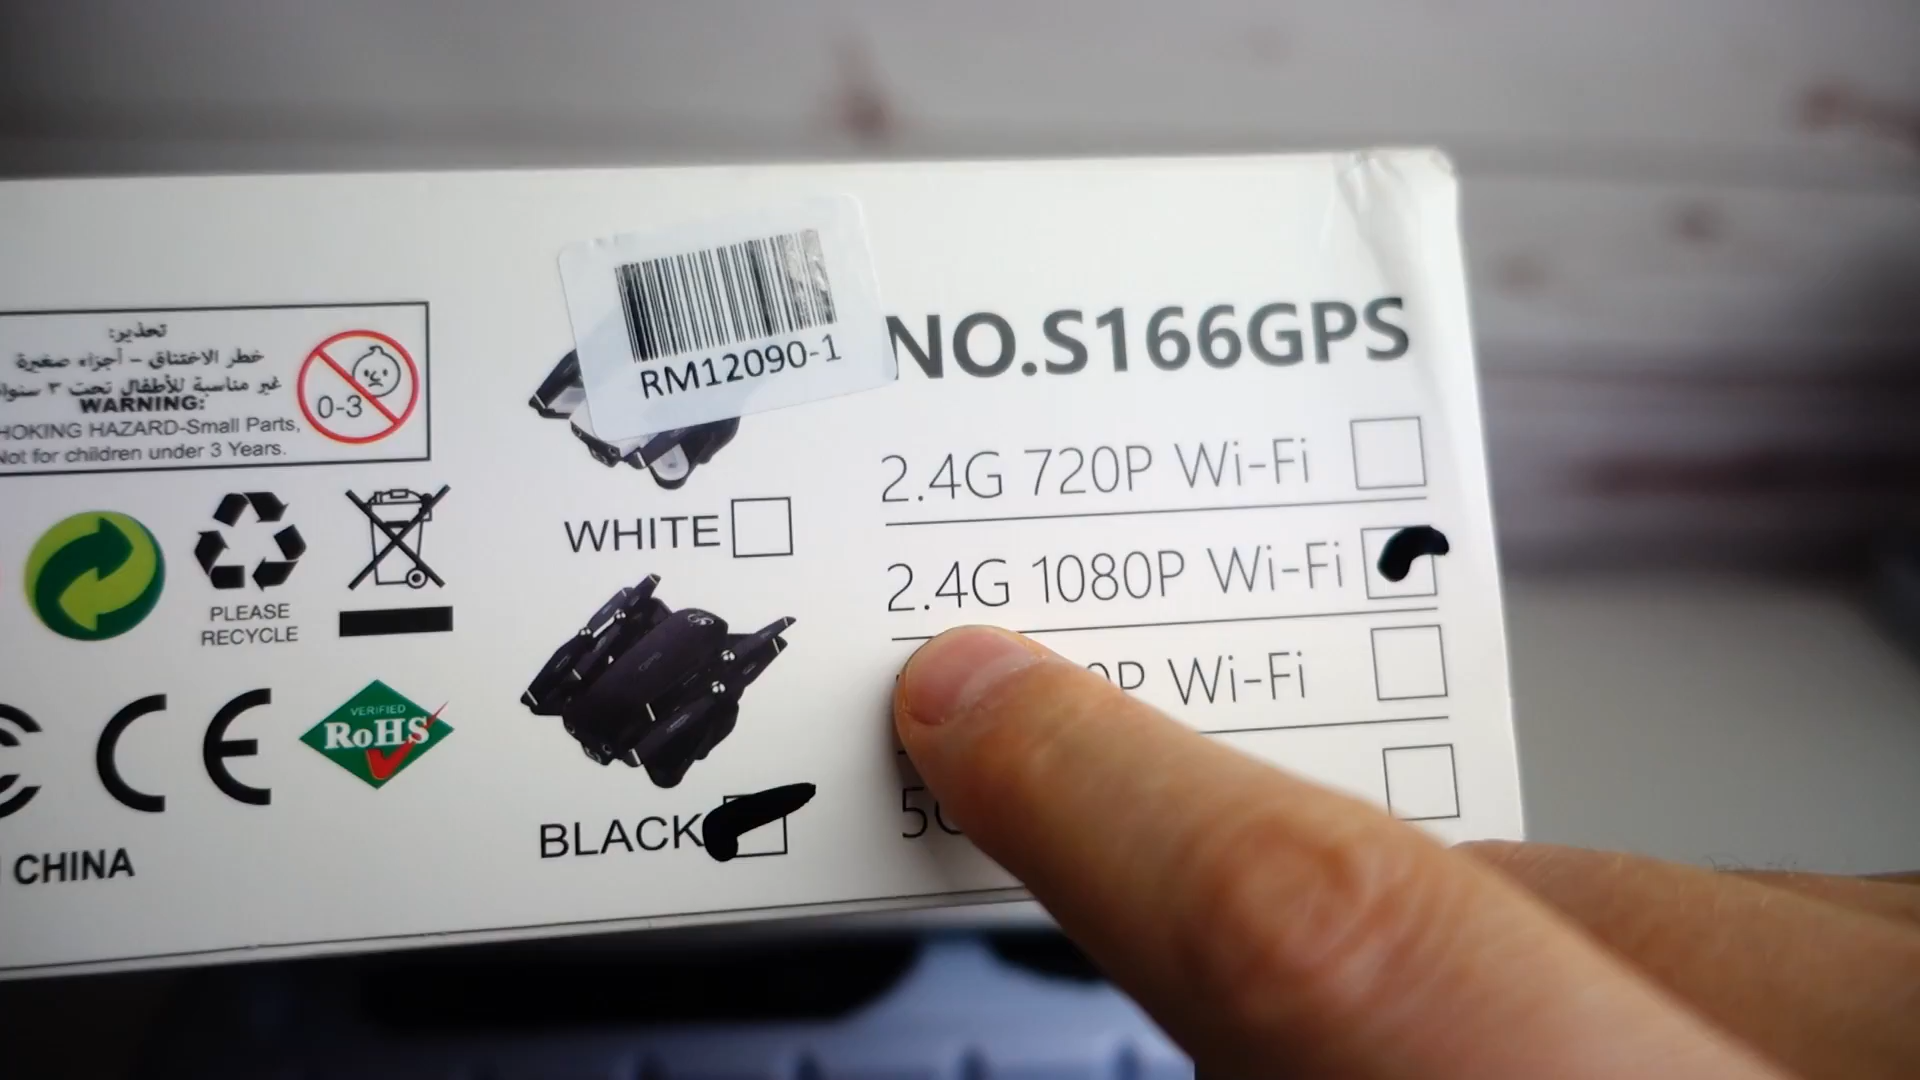 تحذير:
خطر الاختناق - أجزاء صغيرة
غير مناسبة للأطفال تحت ٣
WARNING:
HOKING HAZARD-Small Parts,
Not for children under 3 Years.
0-3
PLEASE
RECYCLE
VERIFIED
RoHS
CE
CHINA
RM12090-1
WHITE
BLACK
NO.S166GPS
2.4G 720P Wi-Fi
2.4G 1080P Wi-Fi
0P Wi-Fi